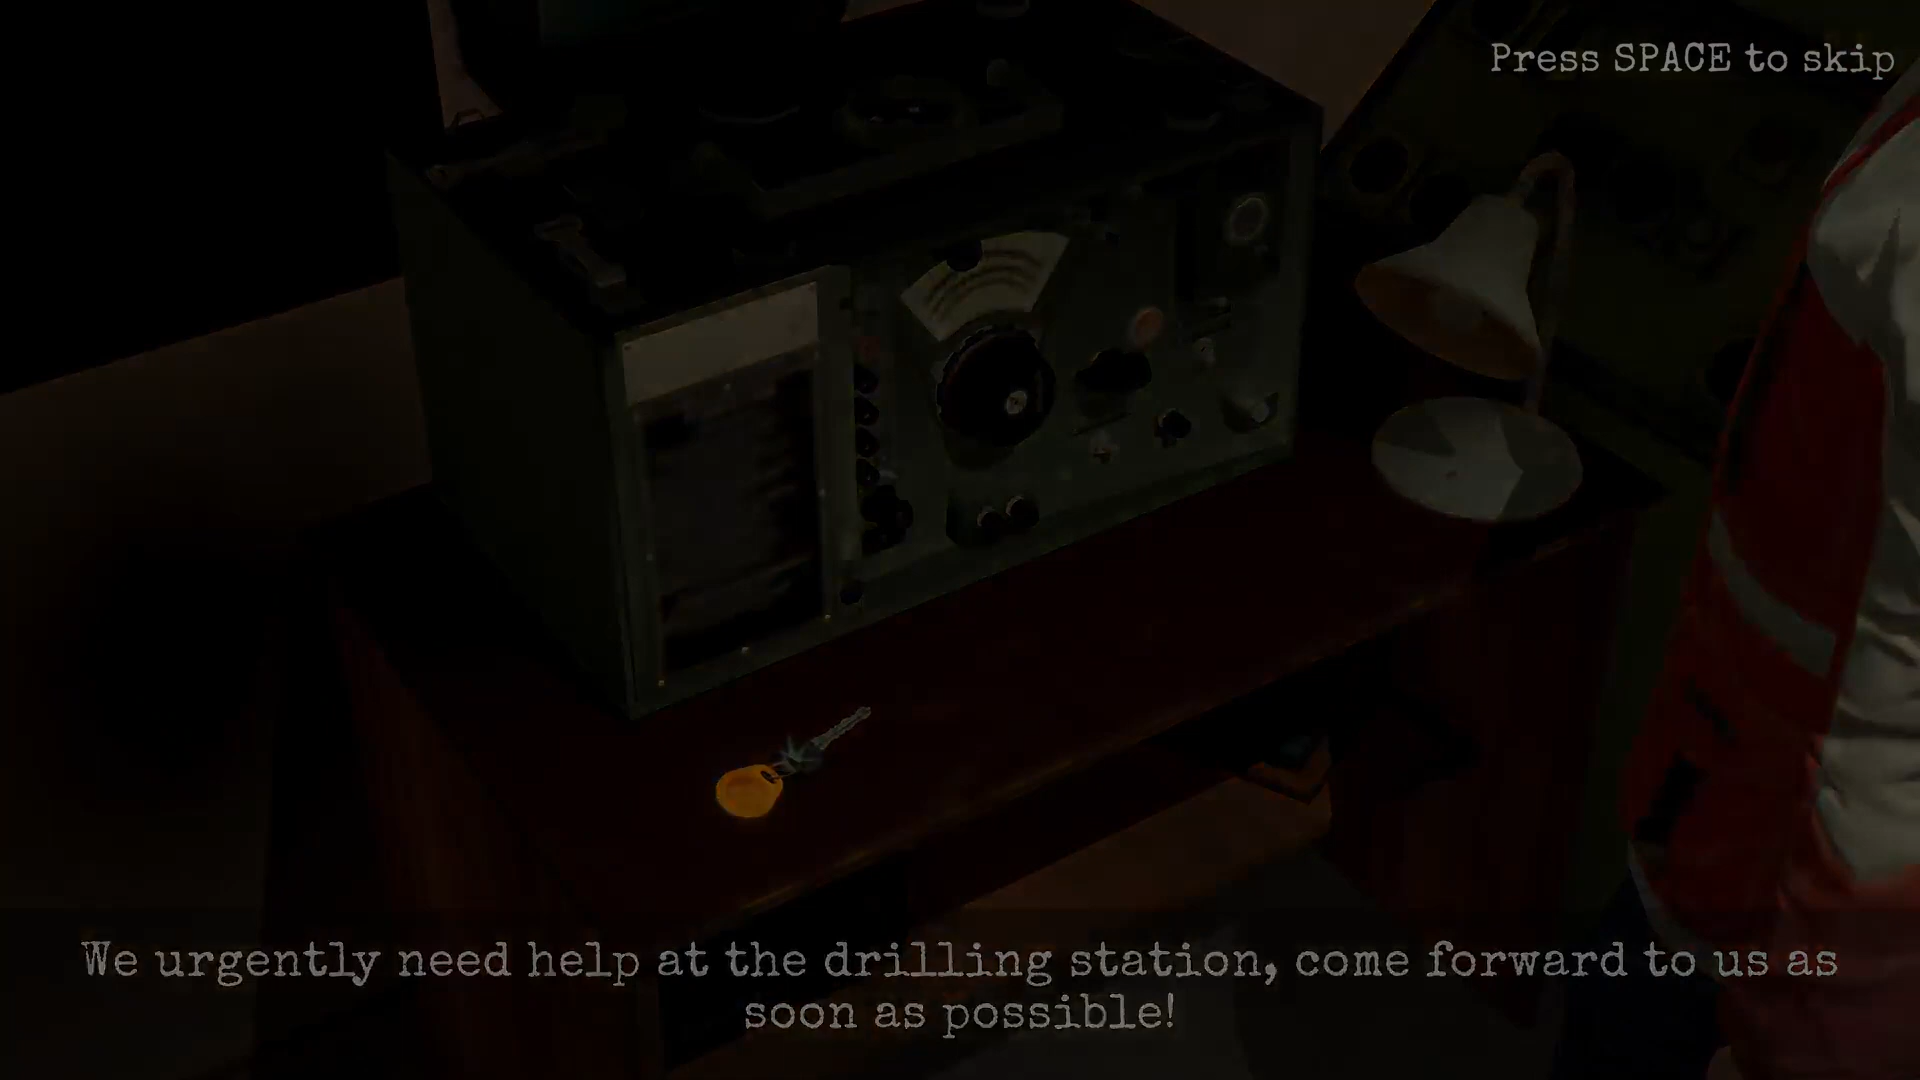 Press SPACE to skip
We urgently need help at the drilling station, come forward to us as
soon as possible!